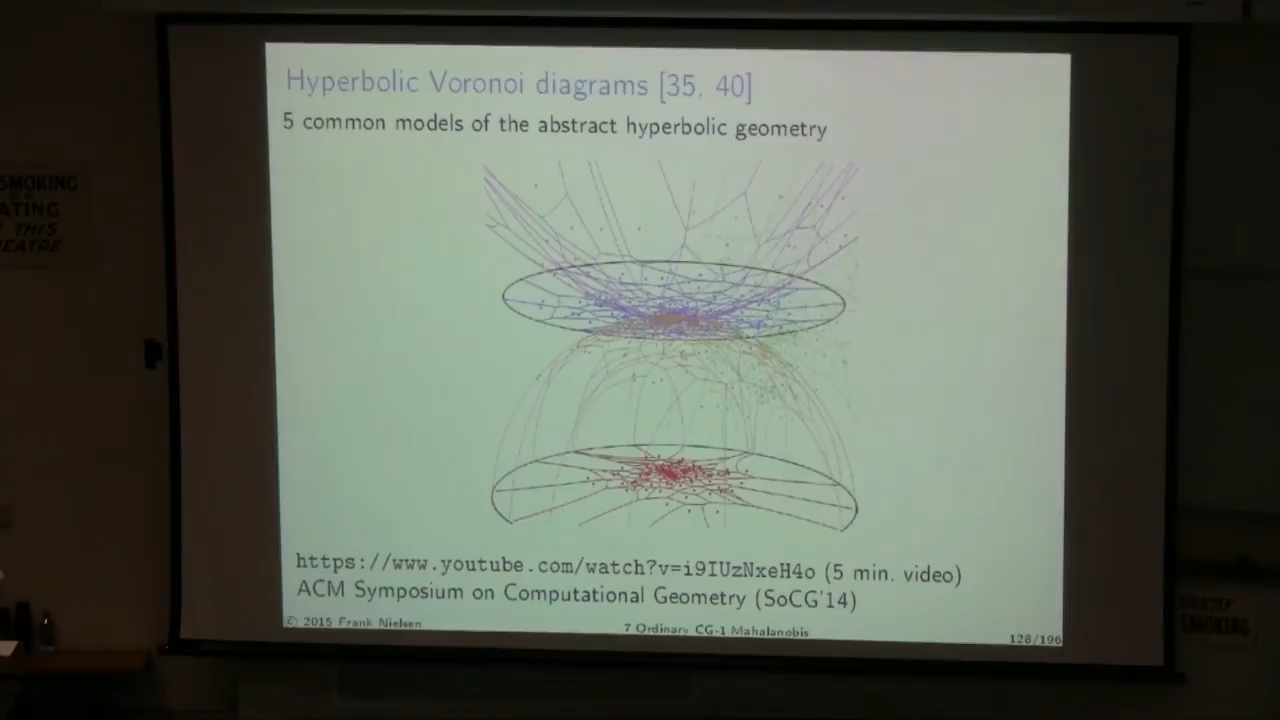 Hyperbolic Voronoi diagrams [35, 40]
5 common models of the abstract hyperbolic geometry
SMOKING
ATING
THIS
EATRE
https://www.youtube.com/watch?v=i9IUzNxeH4o (5 min. video)
ACM Symposium on Computational Geometry (SoCG'14)
© 2015 Frank Nielsen
7 Ordinary CG-1 Mahalanobis
128/196
STRICTLY
SMOKING